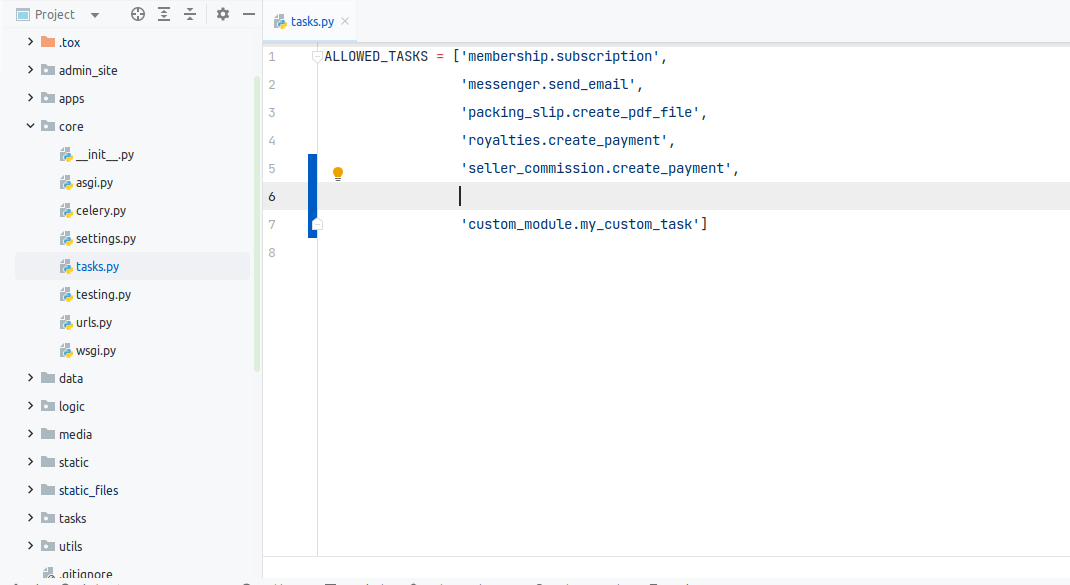 Project
tasks.py
.tox
admin_site
apps
core
__init__.py
asgi.py
celery.py
settings.py
tasks.py
testing.py
urls.py
wsgi.py
data
logic
media
static
static_files
tasks
utils
.gitignore
1 ALLOWED_TASKS = ['membership.subscription',
2 'messenger.send_email',
3 'packing_slip.create_pdf_file',
4 'royalties.create_payment',
5 'seller_commission.create_payment',
6
7 'custom_module.my_custom_task']
8